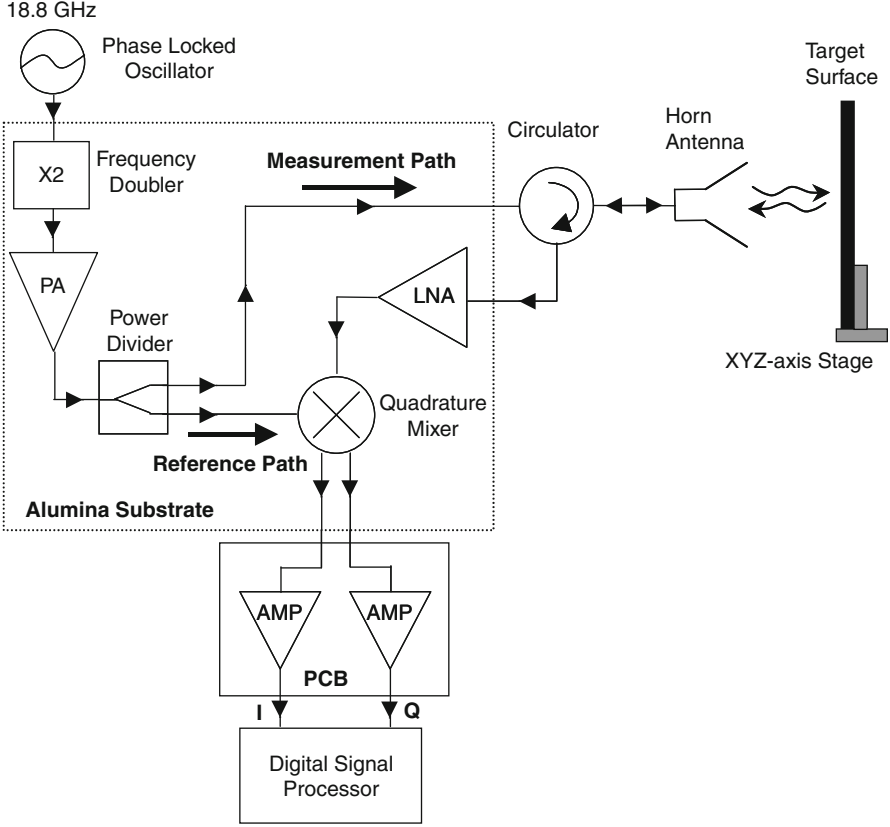 18.8 GHz
Phase Locked
Oscillator
Target
Surface
Horn
Antenna
Circulator
Measurement Path
X2
Frequency
Doubler
PA
LNA
Power
Divider
XYZ-axis Stage
Quadrature
Mixer
Reference Path
Alumina Substrate
AMP
AMP
PCB
I
Q
Digital Signal
Processor